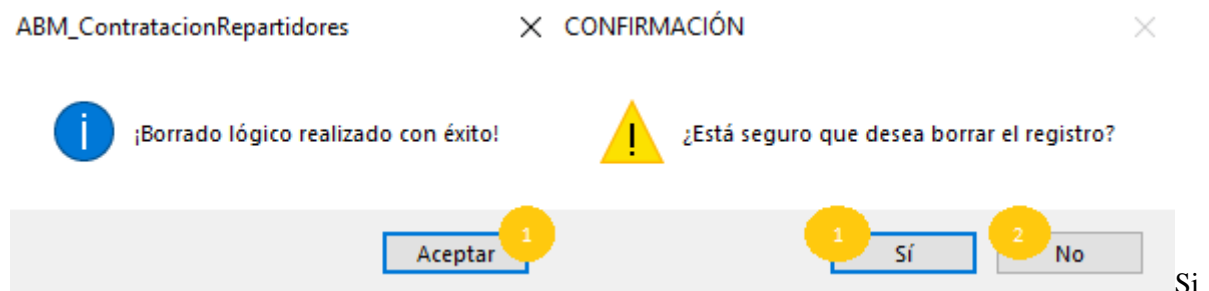 ABM_ContratacionRepartidores
¡Borrado lógico realizado con éxito!
1
Aceptar
CONFIRMACIÓN
¿Está seguro que desea borrar el registro?
1
Sí
2
No
Si